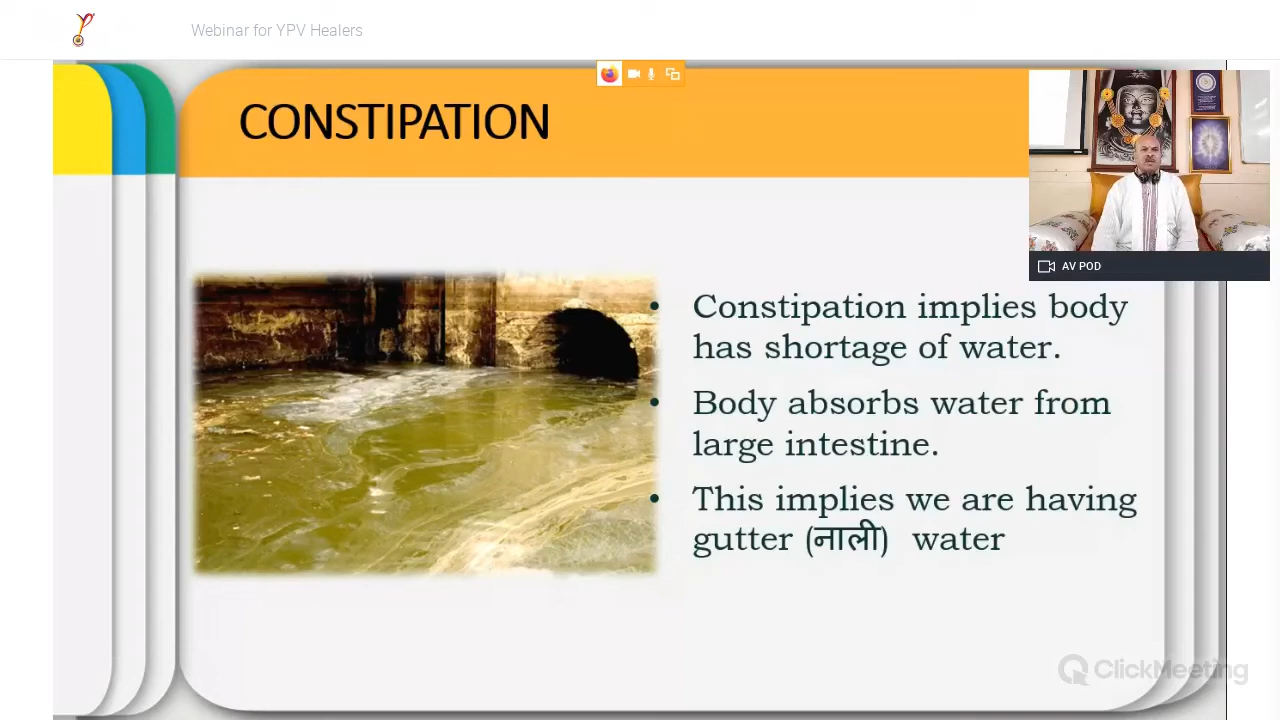 Webinar for YPV Healers
CONSTIPATION
AV POD
• Constipation implies body
has shortage of water.
• Body absorbs water from
large intestine.
• This implies we are having
gutter (नाली) water
ClickMeeting